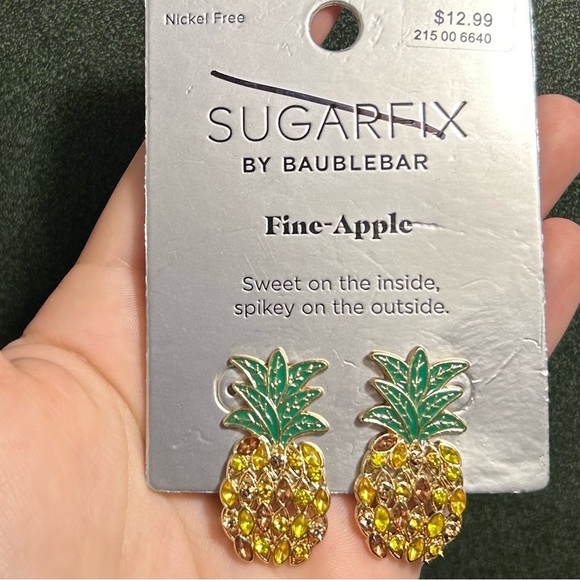 Nickel Free
$12.99
215 00 6640
SUGARFIX
BY BAUBLEBAR
Fine-Apple
Sweet on the inside,
spikey on the outside.